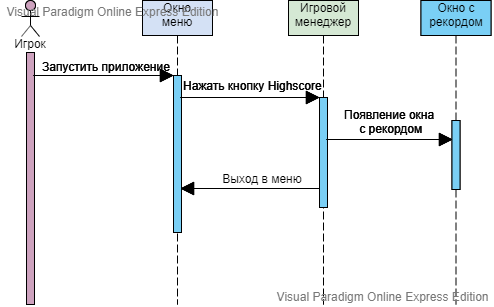 Visual Paradigm Online Express Edition
Игрок
Окно
меню
Игровой
менеджер
Окно с
рекордом
Запустить приложение
Нажать кнопку Highscore
Появление окна
с рекордом
Выход в меню
Visual Paradigm Online Express Edition